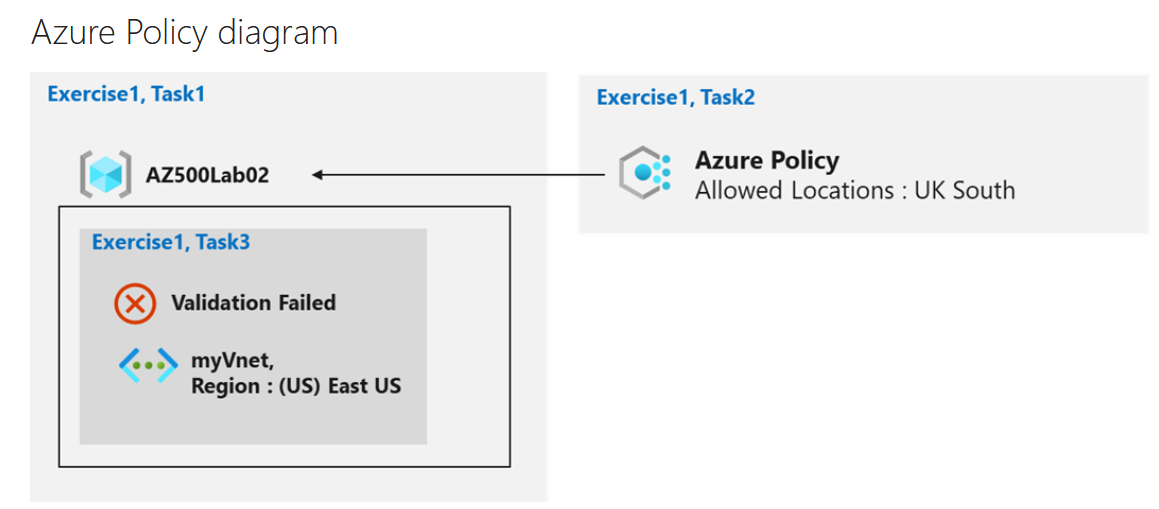 Azure Policy diagram
Exercise1, Task1
AZ500Lab02
Exercise1, Task3
Validation Failed
myVnet,
Region : (US) East US
Exercise1, Task2
Azure Policy
Allowed Locations : UK South